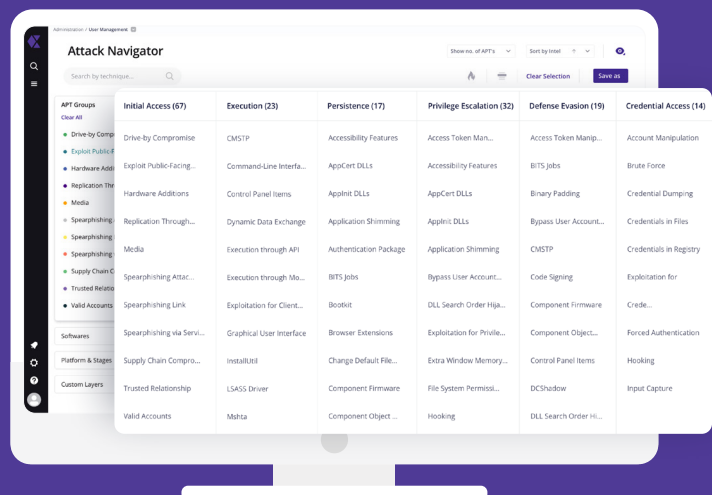 Administration / User Management
Attack Navigator
Show no. of APT's
Sort by Intel
Search by technique...
Clear Selection
Save as
APT Groups
Clear All
Drive-by Comp
Exploit Public-F
Hardware Addi
Replication Thr
Media
Spearphishing
Spearphishing
Spearphishing
Supply Chain C
Trusted Relatio
Valid Accounts
Softwares
Platform & Stages
Custom Layers
Initial Access (67)
Drive-by Compromise
Exploit Public-Facing...
Hardware Additions
Replication Through...
Media
Spearphishing Attac...
Spearphishing Link
Spearphishing via Servi...
Supply Chain Compro...
Trusted Relationship
Valid Accounts
Execution (23)
CMSTP
Command-Line Interfa...
Control Panel Items
Dynamic Data Exchange
Execution through API
Execution through Mo...
Exploitation for Client...
Graphical User Interface
InstallUtil
LSASS Driver
Mshta
Persistence (17)
Accessibility Features
AppCert DLLs
AppInit DLLs
Application Shimming
Authentication Package
BITS Jobs
Bootkit
Browser Extensions
Change Default File...
Component Firmware
Component Object ...
Privilege Escalation (32)
Access Token Man...
Accessibility Features
AppCert DLLs
AppInit DLLs
Application Shimming
Bypass User Account...
DLL Search Order Hija...
Exploitation for Privile...
Extra Window Memory...
File System Permissi...
Hooking
Defense Evasion (19)
Access Token Manip...
BITS Jobs
Binary Padding
Bypass User Account...
CMSTP
Code Signing
Component Firmware
Component Object...
Control Panel Items
DCShadow
DLL Search Order Hi...
Credential Access (14)
Account Manipulation
Brute Force
Credential Dumping
Credentials in Files
Credentials in Registry
Exploitation for
Crede...
Forced Authentication
Hooking
Input Capture